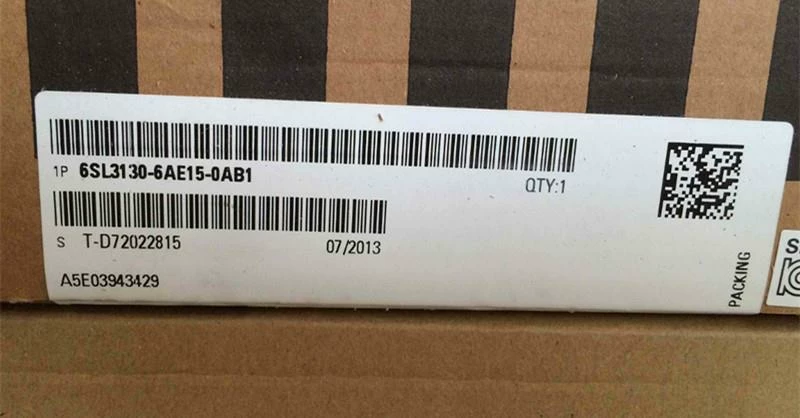 1P 6SL3130-6AE15-0AB1
QTY:1
S T-D72022815 07/2013
A5E03943429
PACKING
S